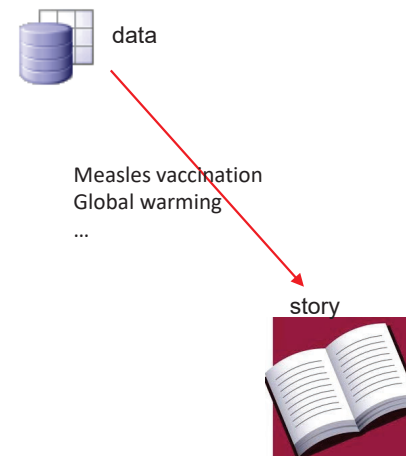 data
Measles vaccination
Global warming
…
story